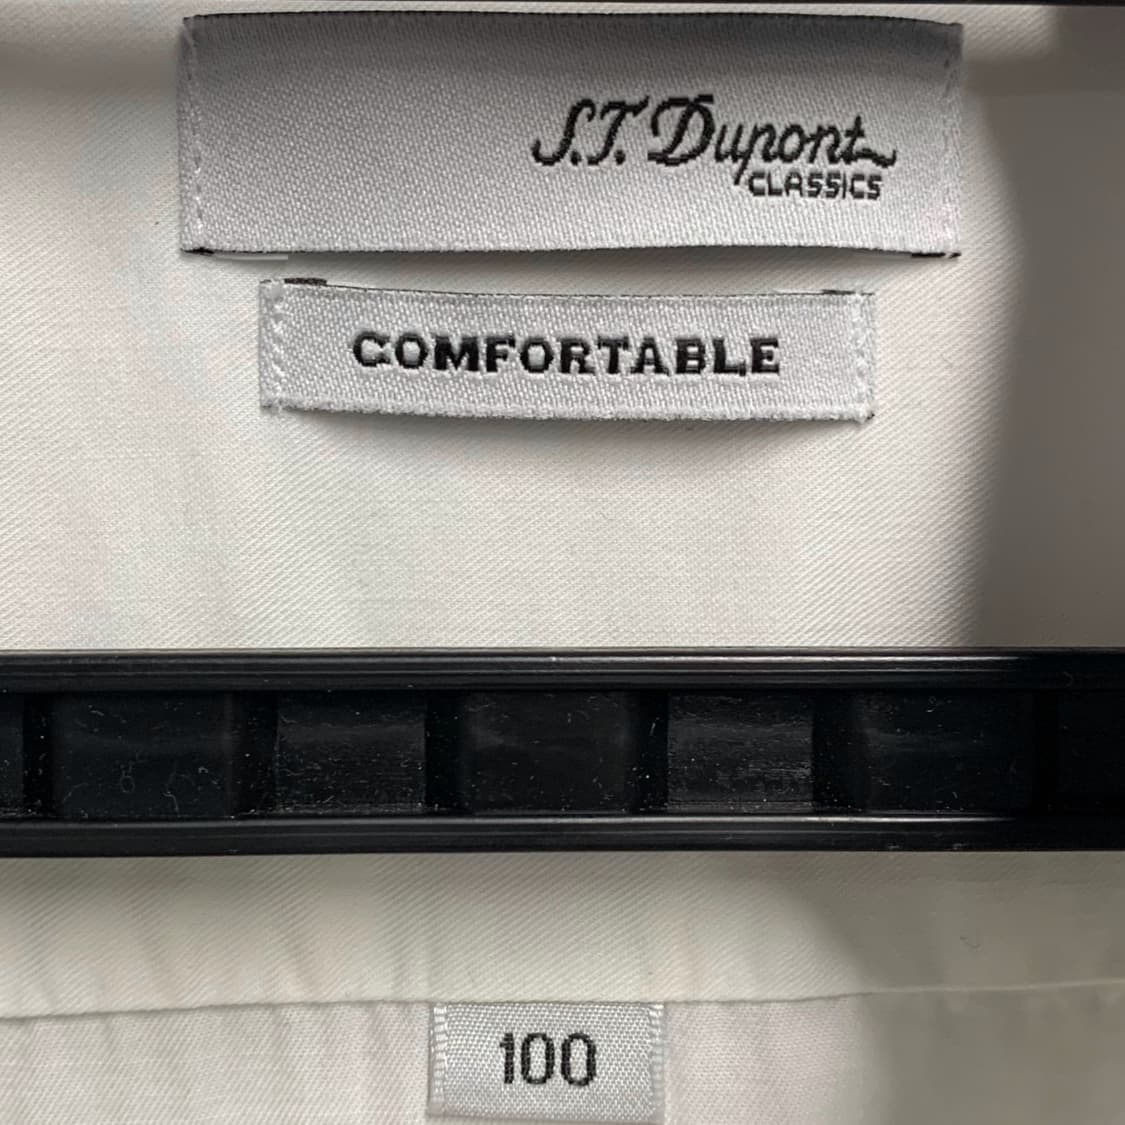 S.T. Dupont
CLASSICS
COMFORTABLE
100